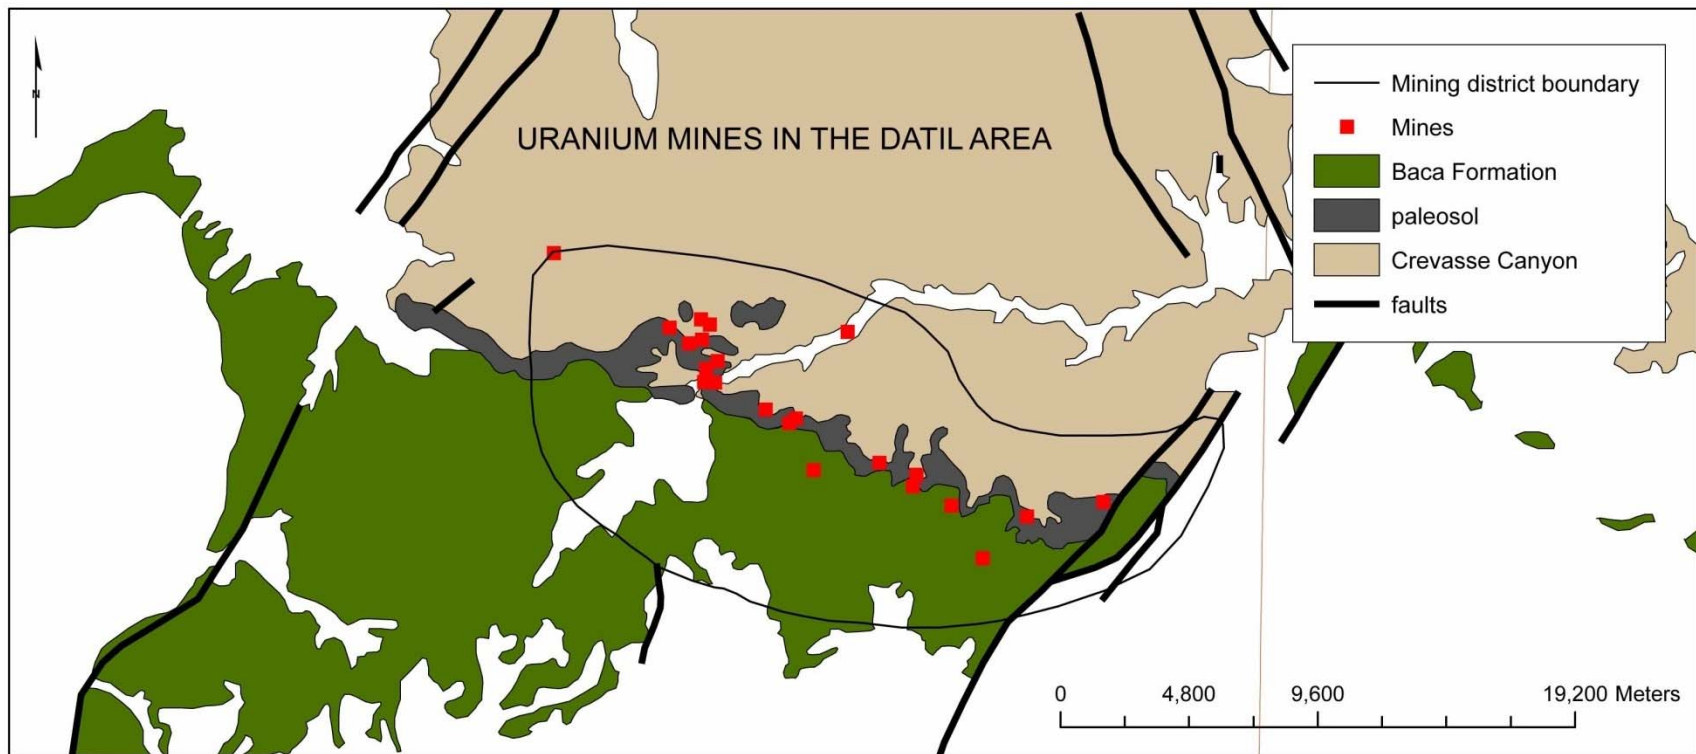 N
URANIUM MINES IN THE DATIL AREA
Mining district boundary
Mines
Baca Formation
paleosol
Crevasse Canyon
faults
0 4,800 9,600 19,200 Meters